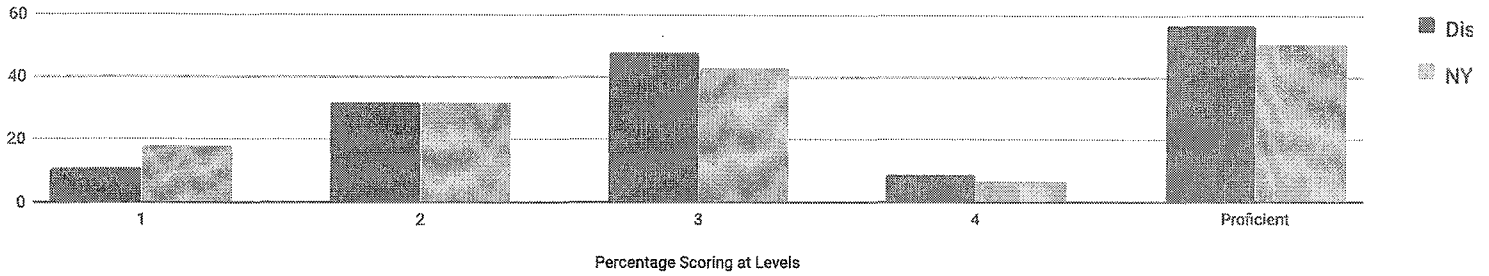 60
Dis
40
NY
20
0
1 2 3 4 Proficient
Percentage Scoring at Levels